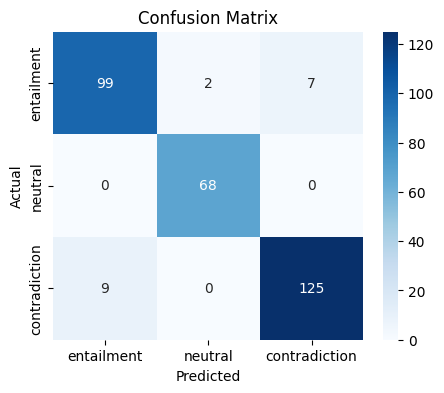 Confusion Matrix
entailment
neutral
contradiction
Actual
99 2 7
0 68 0
9 0 125
entailment neutral contradiction
Predicted
120
100
80
60
40
20
0